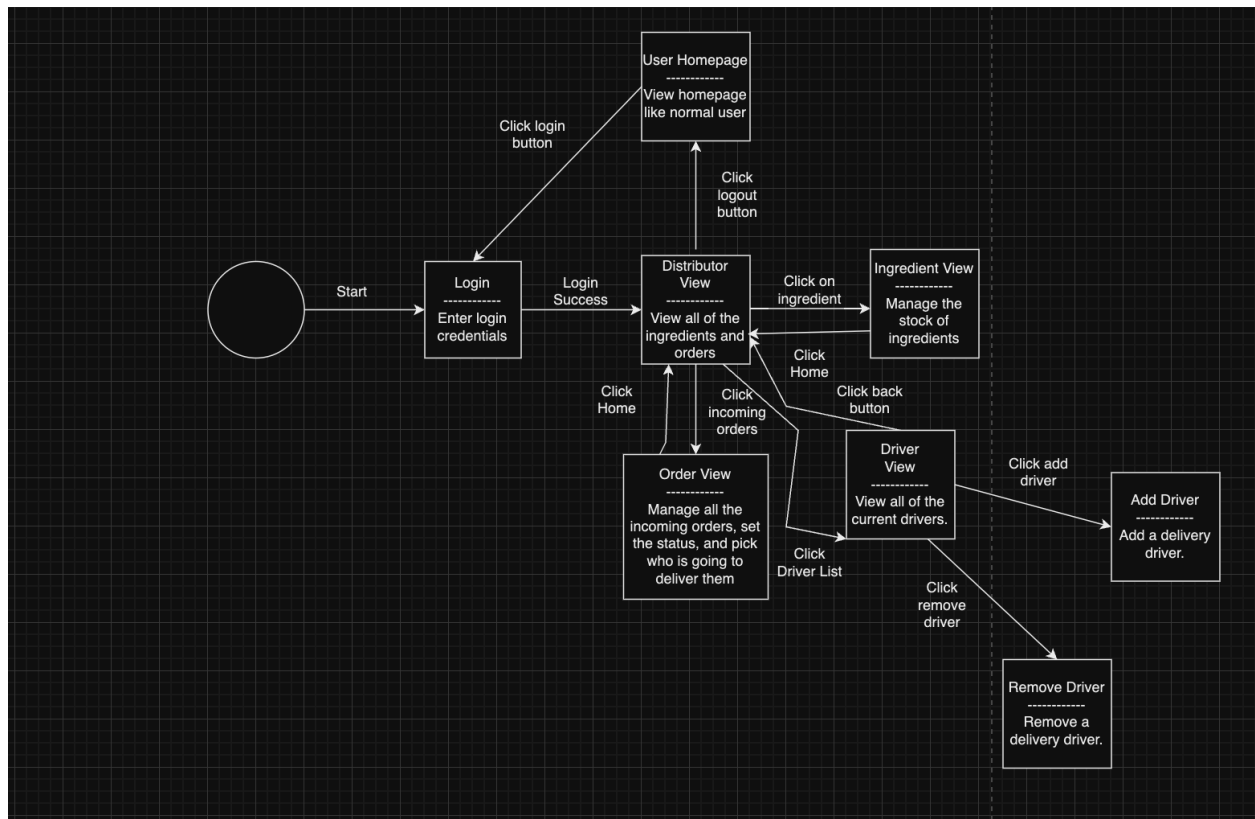 User Homepage
------------
View homepage
like normal user
Click login
button
Click
logout
button
Start
Login
------------
Enter login
credentials
Login
Success
Distributor
View
------------
View all of the
ingredients and
orders
Click on
ingredient
Ingredient View
------------
Manage the
stock of
ingredients
Click
Home
Click
Home
Click
incoming
orders
Click back
button
Order View
------------
Manage all the
incoming orders, set
the status, and pick
who is going to
deliver them
Driver
View
------------
View all of the
current drivers.
Click
Driver List
Click add
driver
Add Driver
------------
Add a delivery
driver.
Click
remove
driver
Remove Driver
------------
Remove a
delivery driver.